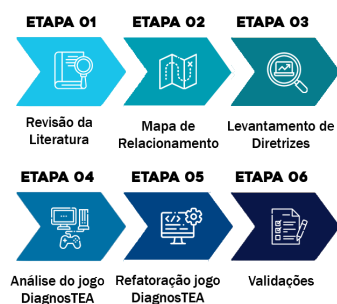 ETAPA 01 ETAPA 02 ETAPA 03
Revisão da Literatura
Mapa de Relacionamento
Levantamento de Diretrizes
ETAPA 04 ETAPA 05 ETAPA 06
Análise do jogo DiagnosTEA
Refatoração jogo DiagnosTEA
Validações